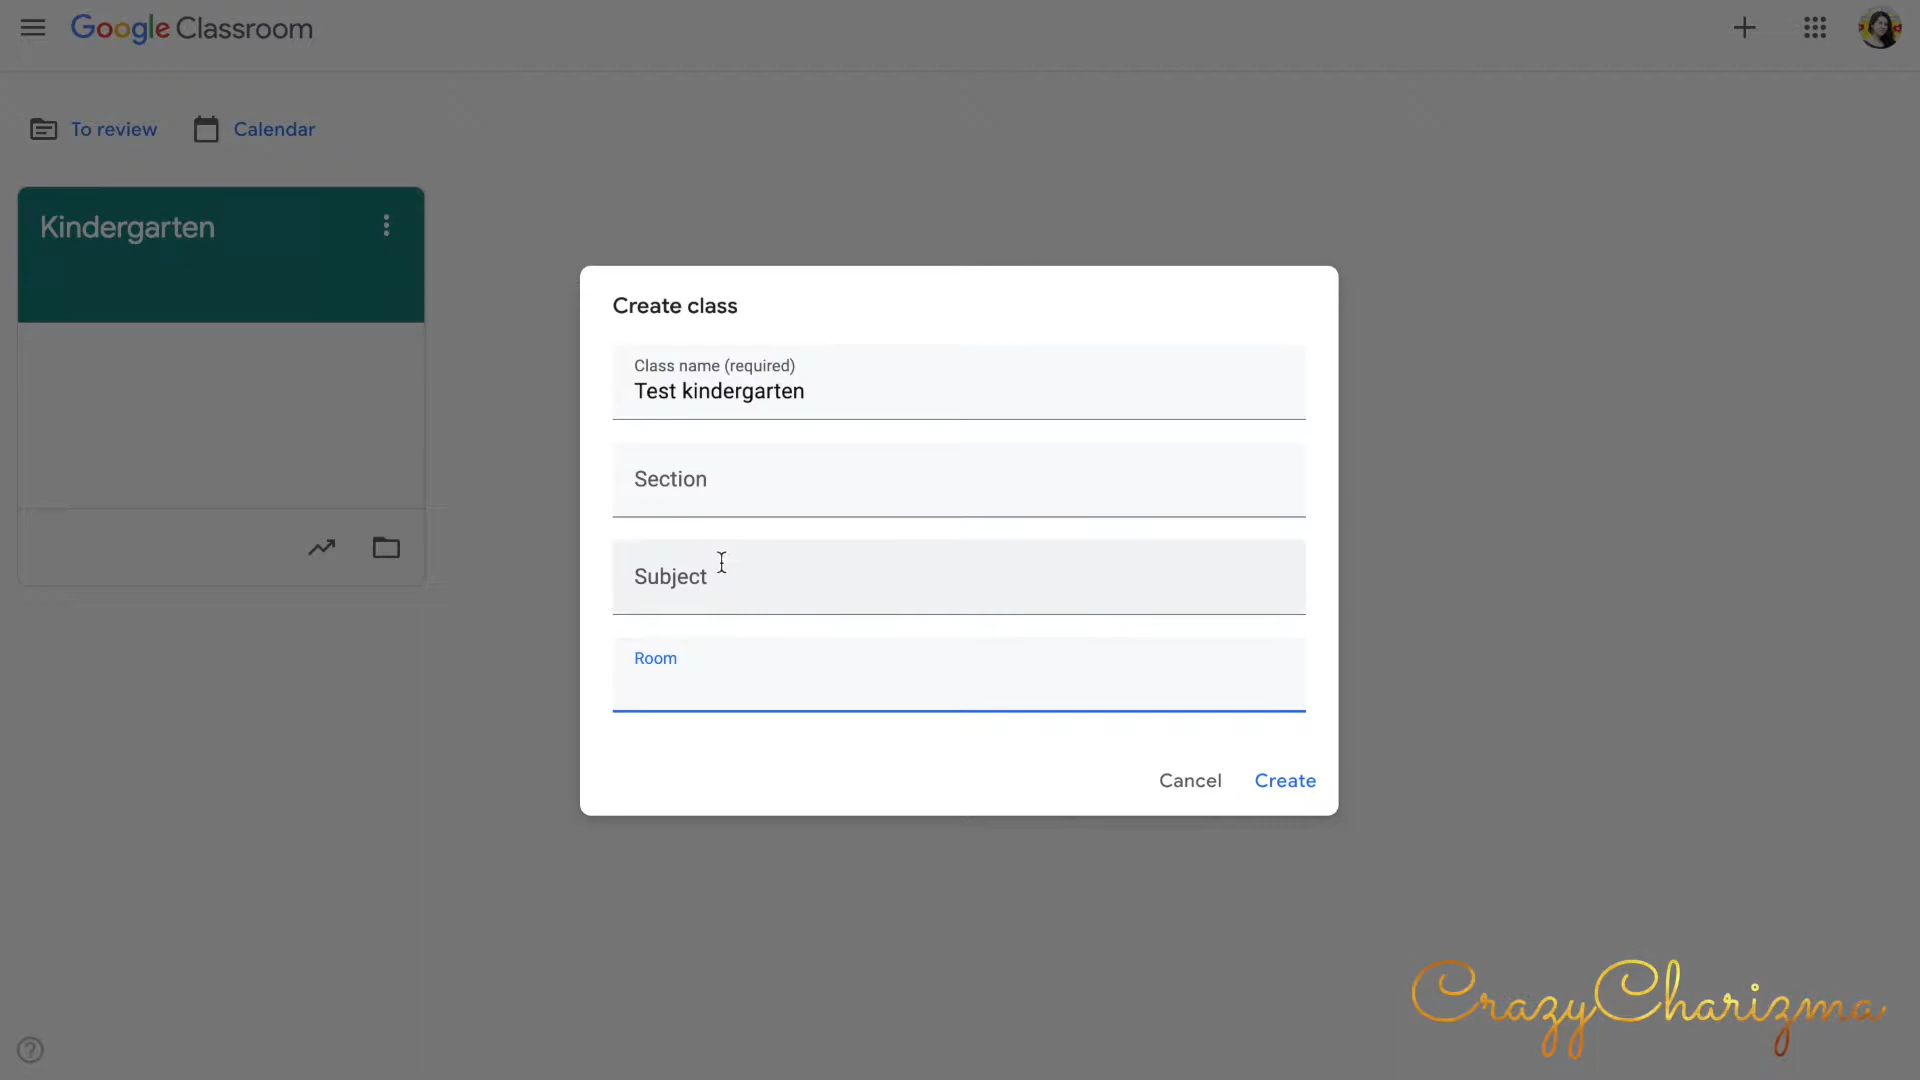 Google Classroom
To review
Calendar
Kindergarten
Create class
Class name (required)
Test kindergarten
Section
Subject
Room
Cancel
Create
CrazyCharizma